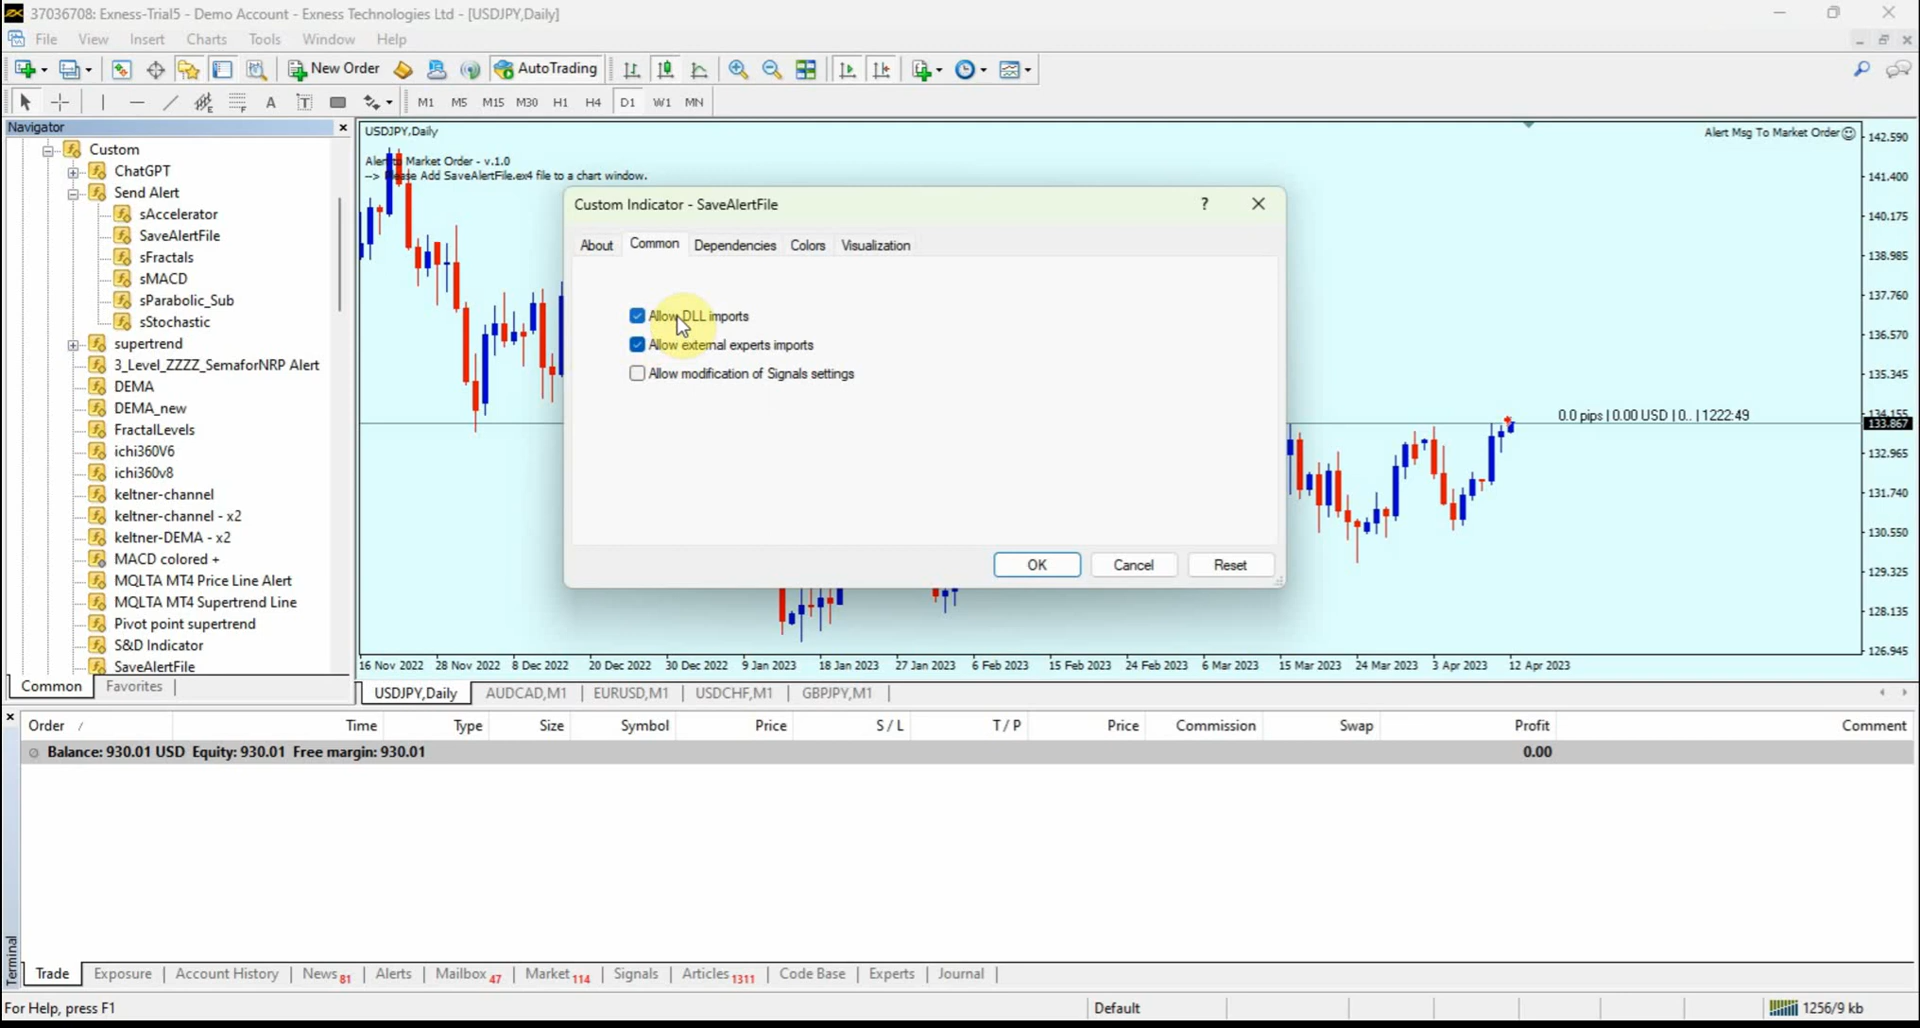 37036708: Exness-Trial5 - Demo Account - Exness Technologies Ltd - [USDJPY,Daily]
File View Insert Charts Tools Window Help
New Order AutoTrading
A T M1 M5 M15 M30 H1 H4 D1 W1 MN
Navigator
Custom
ChatGPT
Send Alert
sAccelerator
SaveAlertFile
sFractals
sMACD
sParabolic_Sub
sStochastic
supertrend
3_Level_ZZZZ_SemaforNRP Alert
DEMA
DEMA_new
FractalLevels
ichi360V6
ichi360v8
keltner-channel
keltner-channel - x2
keltner-DEMA - x2
MACD colored +
MQLTA MT4 Price Line Alert
MQLTA MT4 Supertrend Line
Pivot point supertrend
S&D Indicator
SaveAlertFile
Common Favorites
USDJPY,Daily
Alert Msg To Market Order
Market Order - v.1.0
--> Add SaveAlertFile.ex4 file to a chart window.
Custom Indicator - SaveAlertFile ?
About Common Dependencies Colors Visualization
Allow DLL imports
Allow external experts imports
Allow modification of Signals settings
OK Cancel Reset
0.0 pips | 0.00 USD | 0.. | 1222:49
142.590
141.400
140.175
138.985
137.760
136.570
135.345
134.155
133.867
132.965
131.740
130.550
129.325
128.135
126.945
16 Nov 2022 28 Nov 2022 8 Dec 2022 20 Dec 2022 30 Dec 2022 9 Jan 2023 18 Jan 2023 27 Jan 2023 6 Feb 2023 15 Feb 2023 24 Feb 2023 6 Mar 2023 15 Mar 2023 24 Mar 2023 3 Apr 2023 12 Apr 2023
USDJPY,Daily AUDCAD,M1 EURUSD,M1 USDCHF,M1 GBPJPY,M1
Order / Time Type Size Symbol Price S / L T / P Price Commission Swap Profit Comment
Balance: 930.01 USD Equity: 930.01 Free margin: 930.01 0.00
Terminal
Trade Exposure Account History News 81 Alerts Mailbox 47 Market 114 Signals Articles 1311 Code Base Experts Journal
For Help, press F1 Default 1256/9 kb